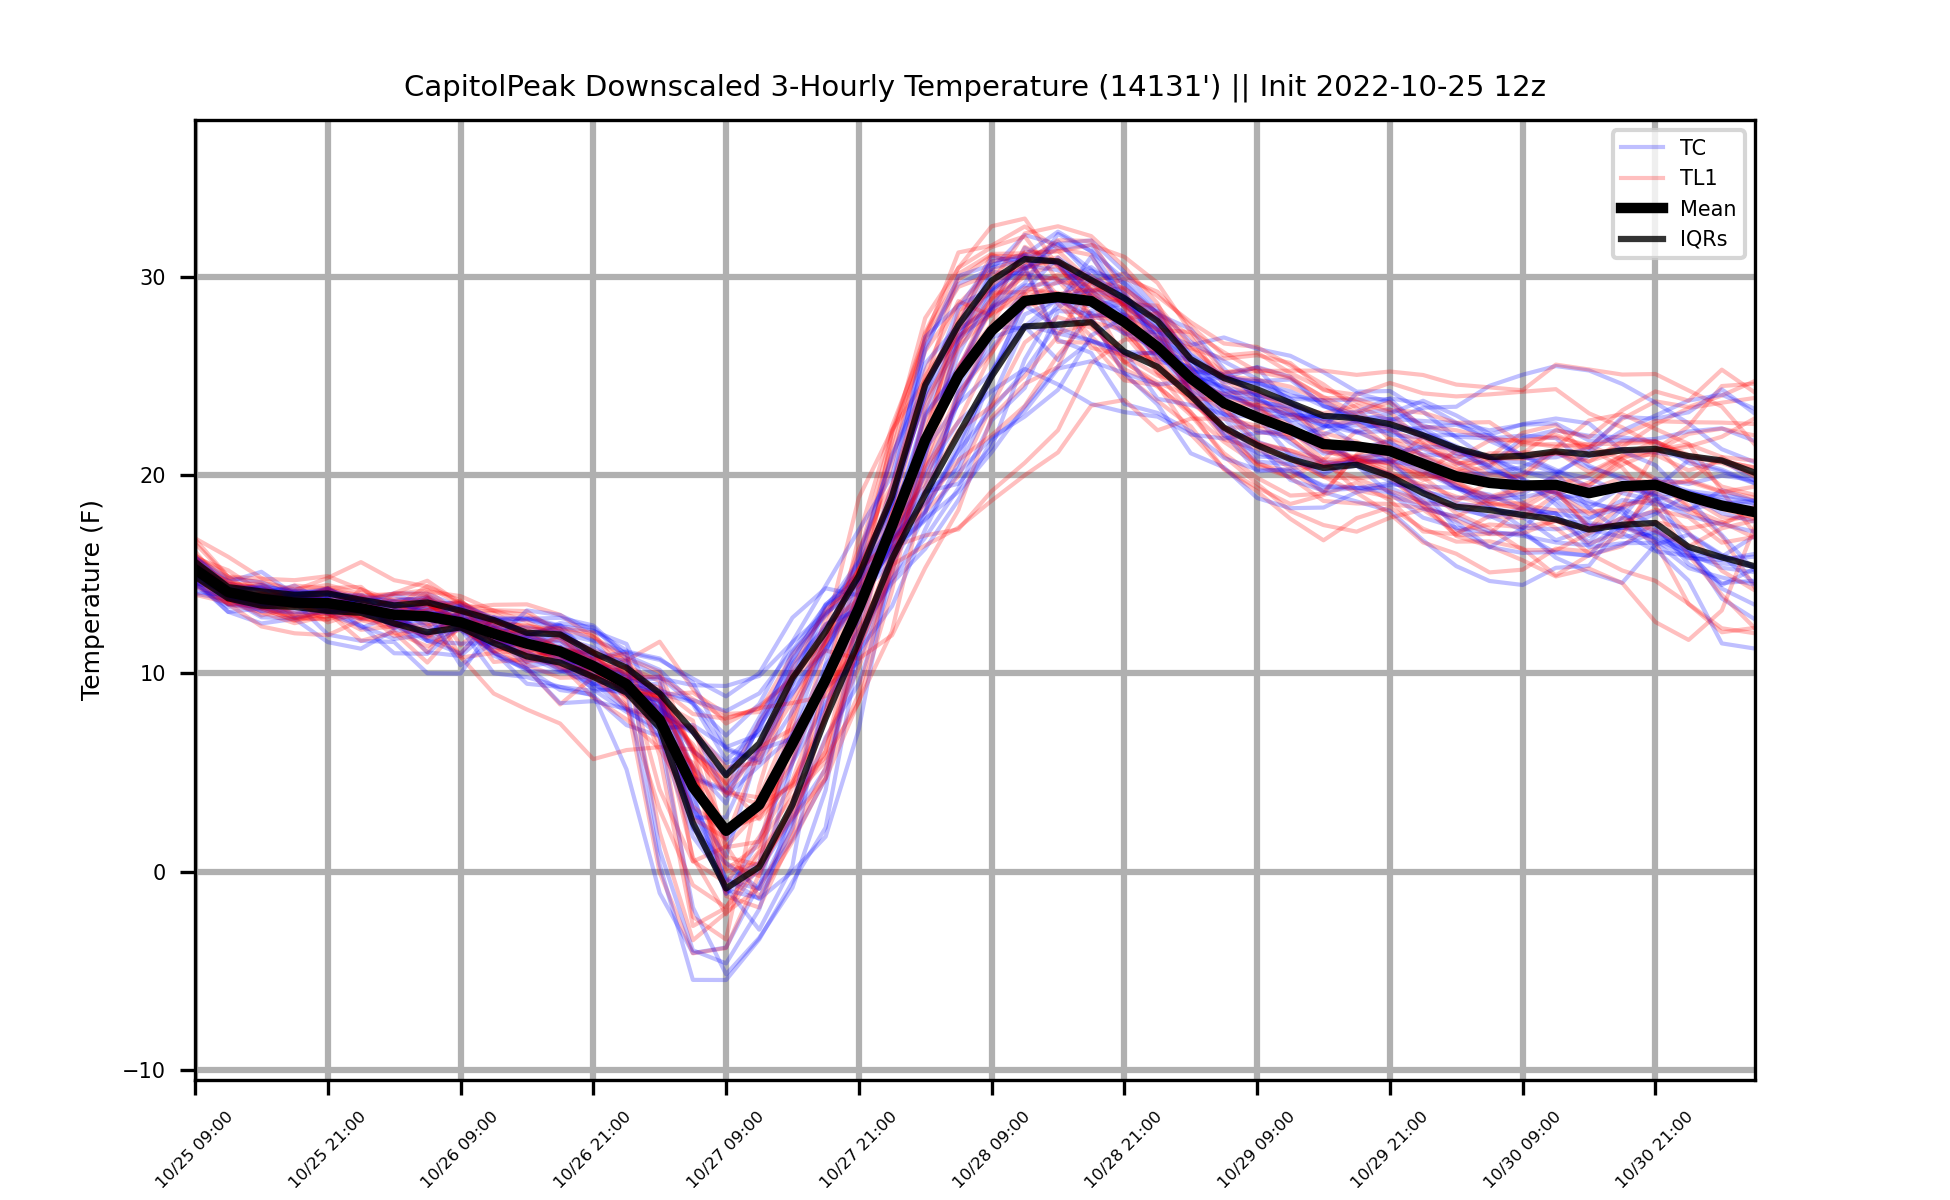 CapitolPeak Downscaled 3-Hourly Temperature (14131') || Init 2022-10-25 12z
TC
TL1
Mean
IQRs
Temperature (F)
30
20
10
0
−10
10/25 09:00
10/25 21:00
10/26 09:00
10/26 21:00
10/27 09:00
10/27 21:00
10/28 09:00
10/28 21:00
10/29 09:00
10/29 21:00
10/30 09:00
10/30 21:00